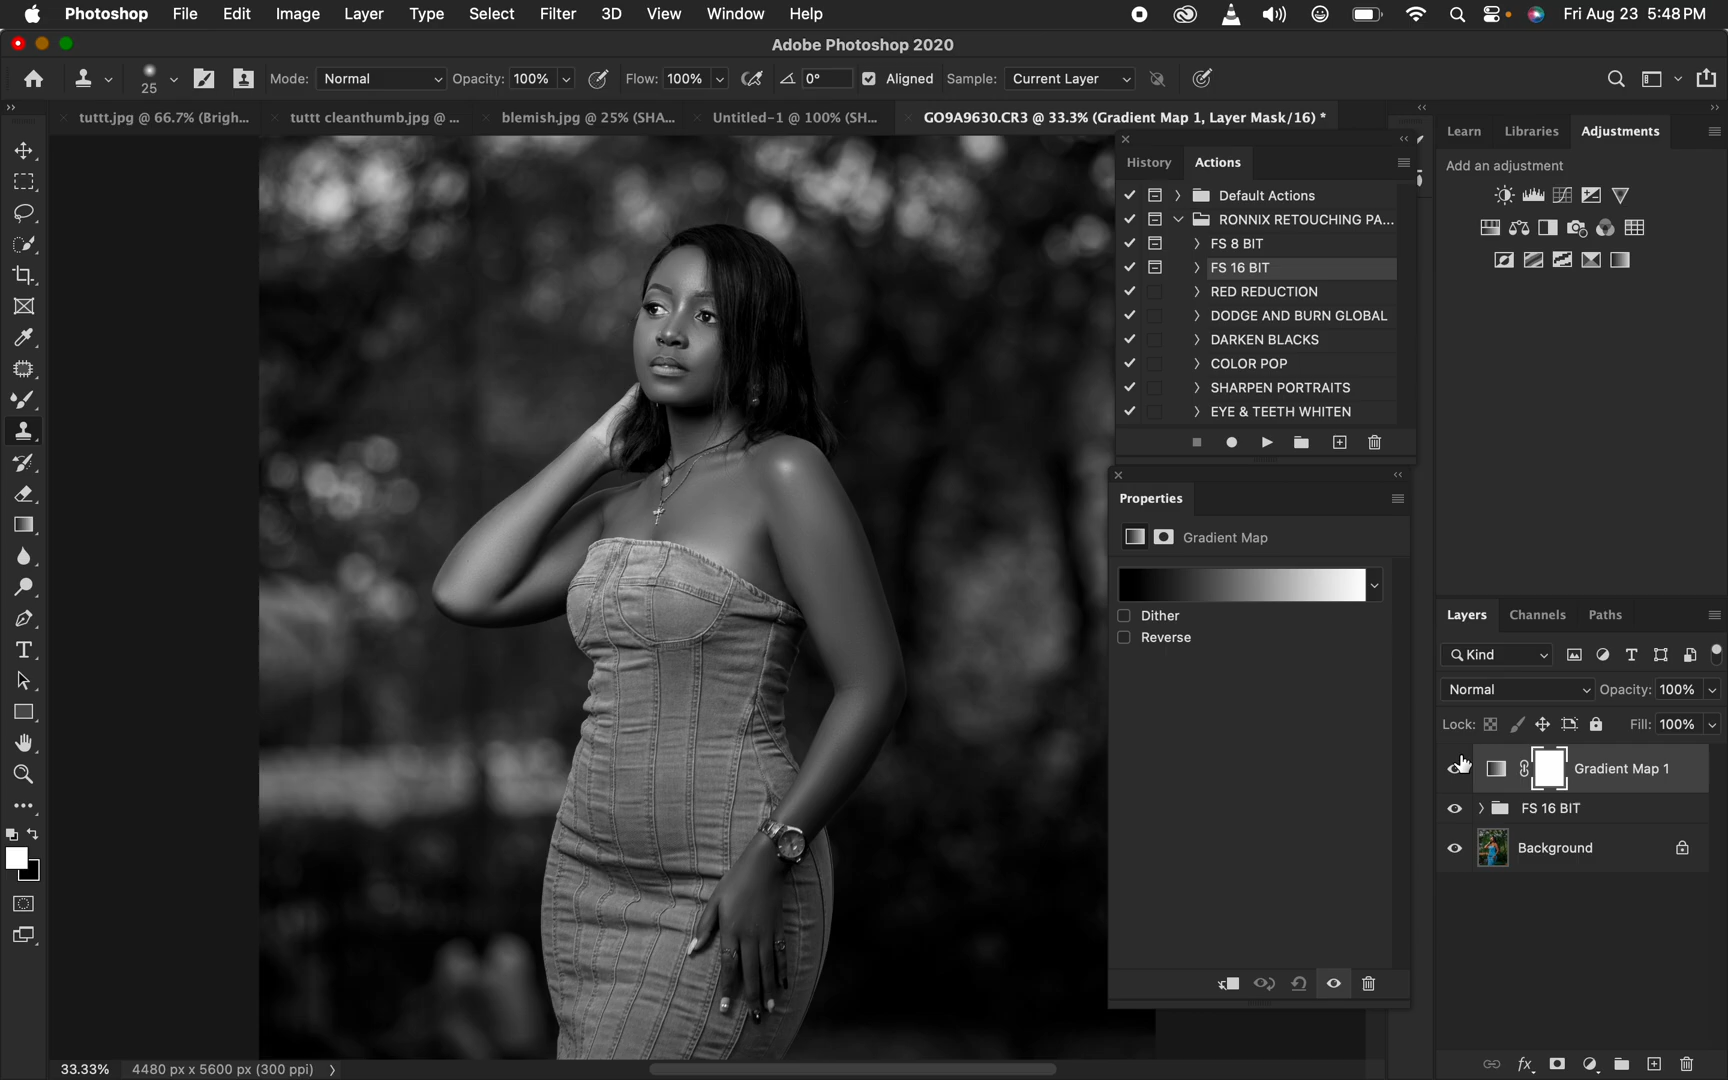 Photoshop File Edit Image Layer Type Select Filter 3D View Window Help Fri Aug 23 5:48 PM
Adobe Photoshop 2020
25 Mode: Normal Opacity: 100% Flow: 100% 0° Aligned Sample: Current Layer
tuttt.jpg @ 66.7% (Brigh... tuttt cleanthumb.jpg @ ... blemish.jpg @ 25% (SHA... Untitled-1 @ 100% (SH... GO9A9630.CR3 @ 33.3% (Gradient Map 1, Layer Mask/16) *
Learn Libraries Adjustments
Add an adjustment
History Actions
Default Actions
RONNIX RETOUCHING PA...
FS 8 BIT
FS 16 BIT
RED REDUCTION
DODGE AND BURN GLOBAL
DARKEN BLACKS
COLOR POP
SHARPEN PORTRAITS
EYE & TEETH WHITEN
Properties
Gradient Map
Dither
Reverse
Layers Channels Paths
Kind
Normal Opacity: 100%
Lock: Fill: 100%
Gradient Map 1
FS 16 BIT
Background
33.33% 4480 px x 5600 px (300 ppi)